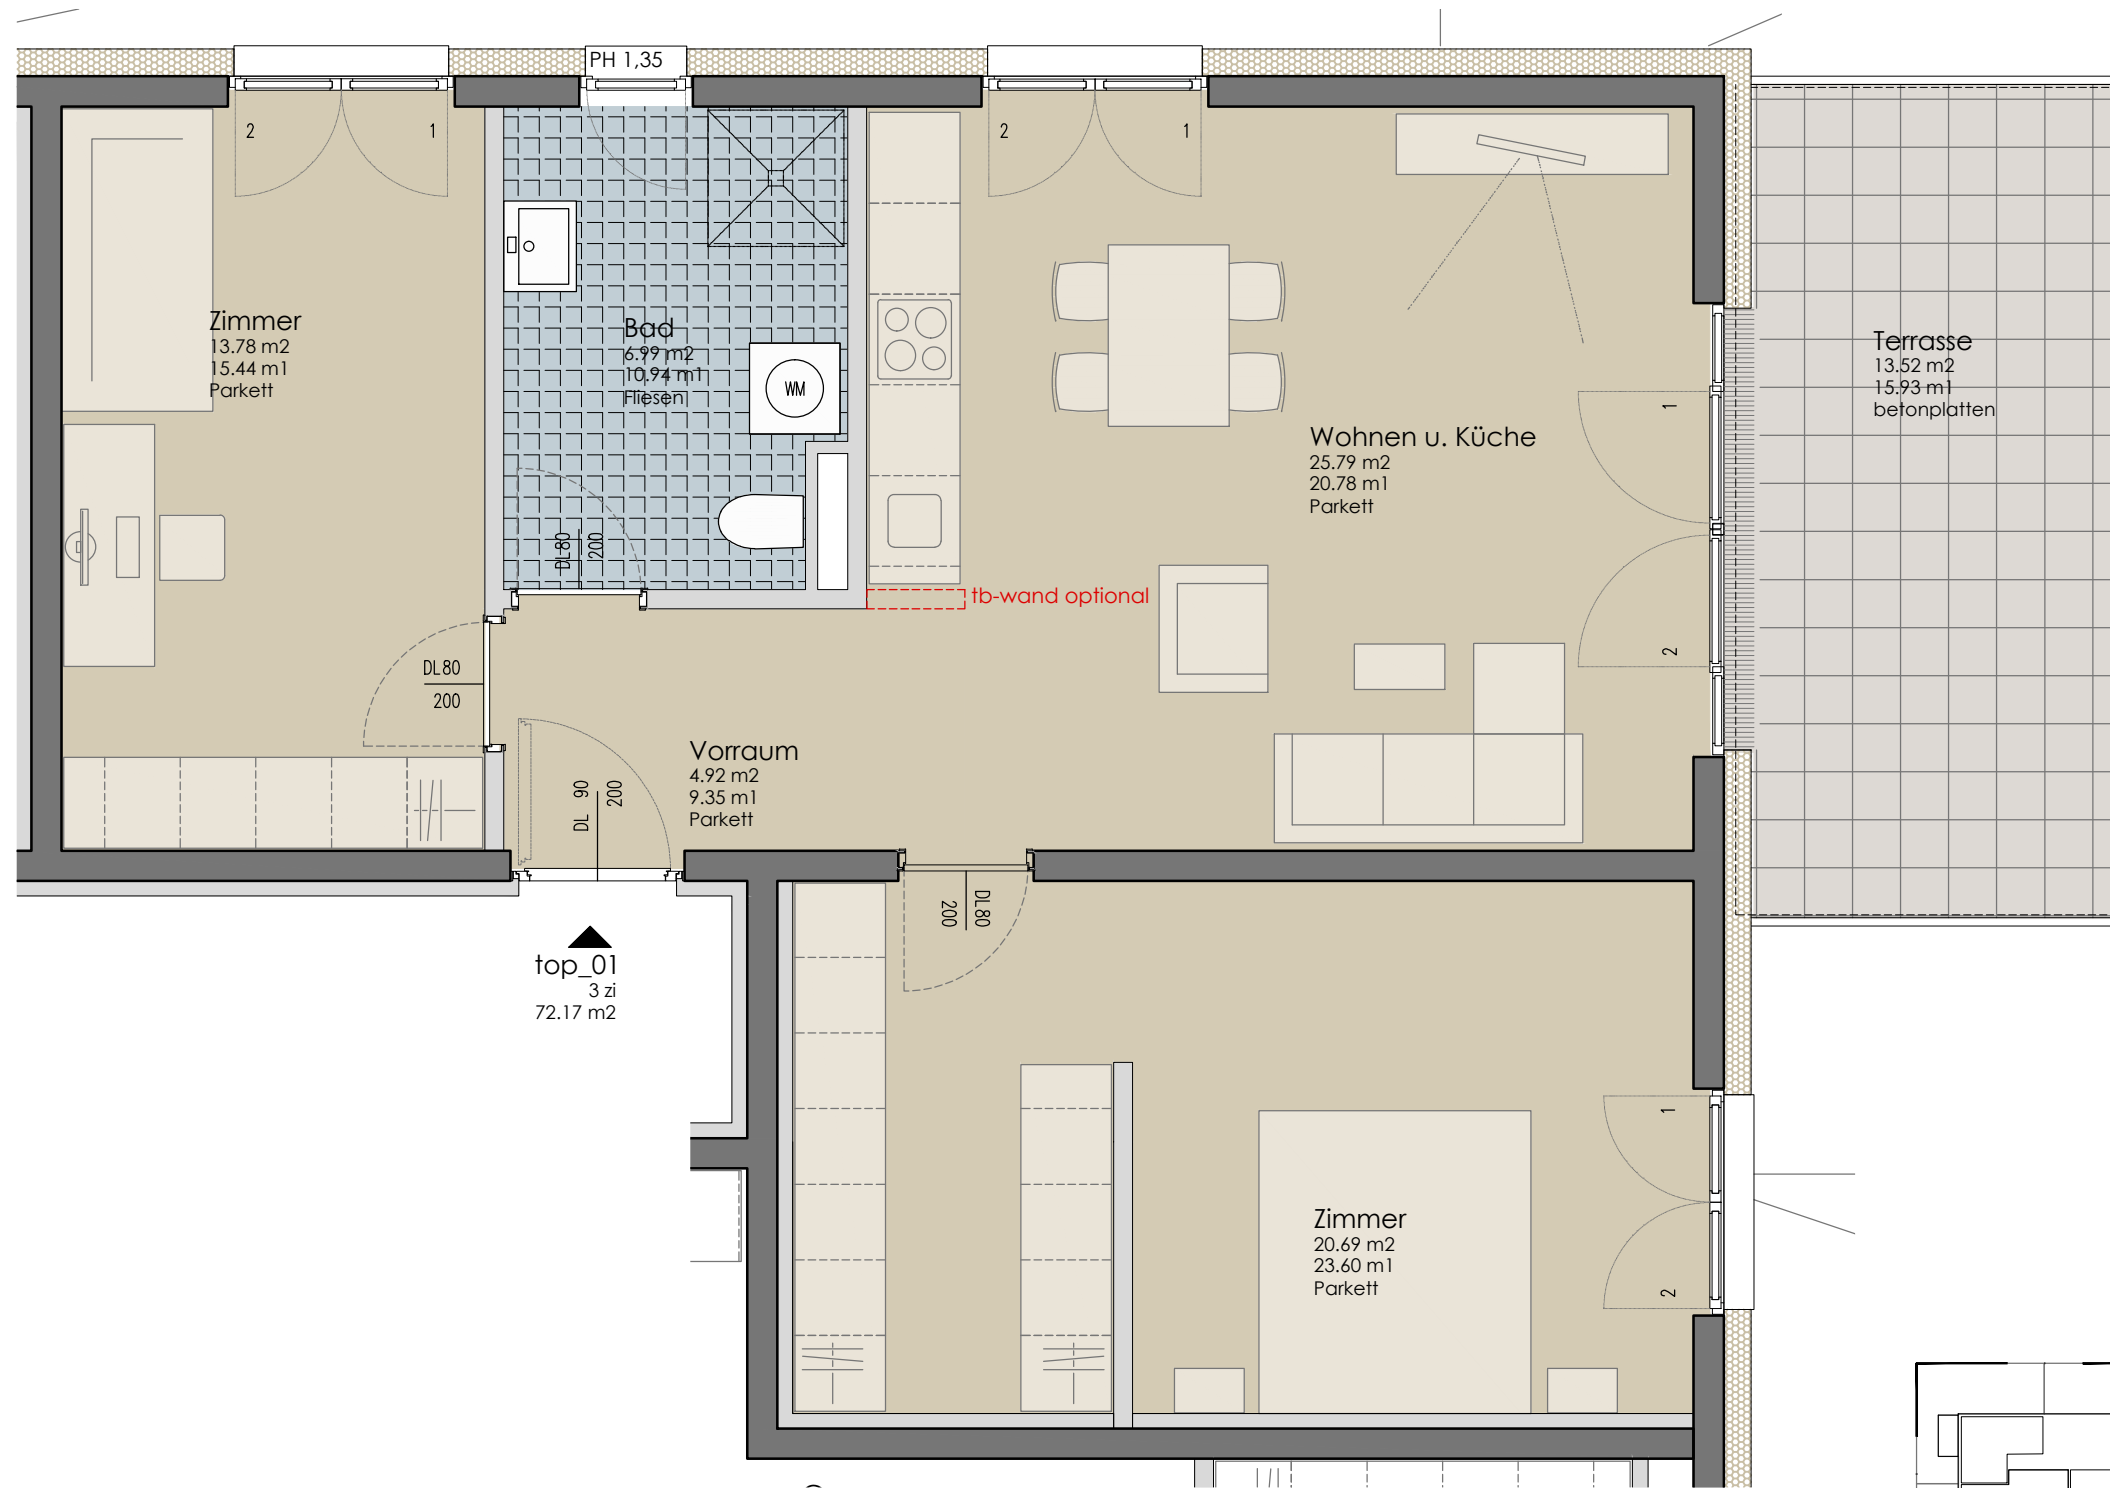 PH 1,35
2
1
2
1
Zimmer
13.78 m2
15.44 m1
Parkett
Bad
6.99 m2
10.94 m1
Fliesen
WM
Terrasse
13.52 m2
15.93 m1
betonplatten
1
Wohnen u. Küche
25.79 m2
20.78 m1
Parkett
DL80
200
tb-wand optional
2
DL80
200
Vorraum
4.92 m2
9.35 m1
Parkett
DL 90
200
DL80
200
top_01
3 zi
72.17 m2
1
Zimmer
20.69 m2
23.60 m1
Parkett
2